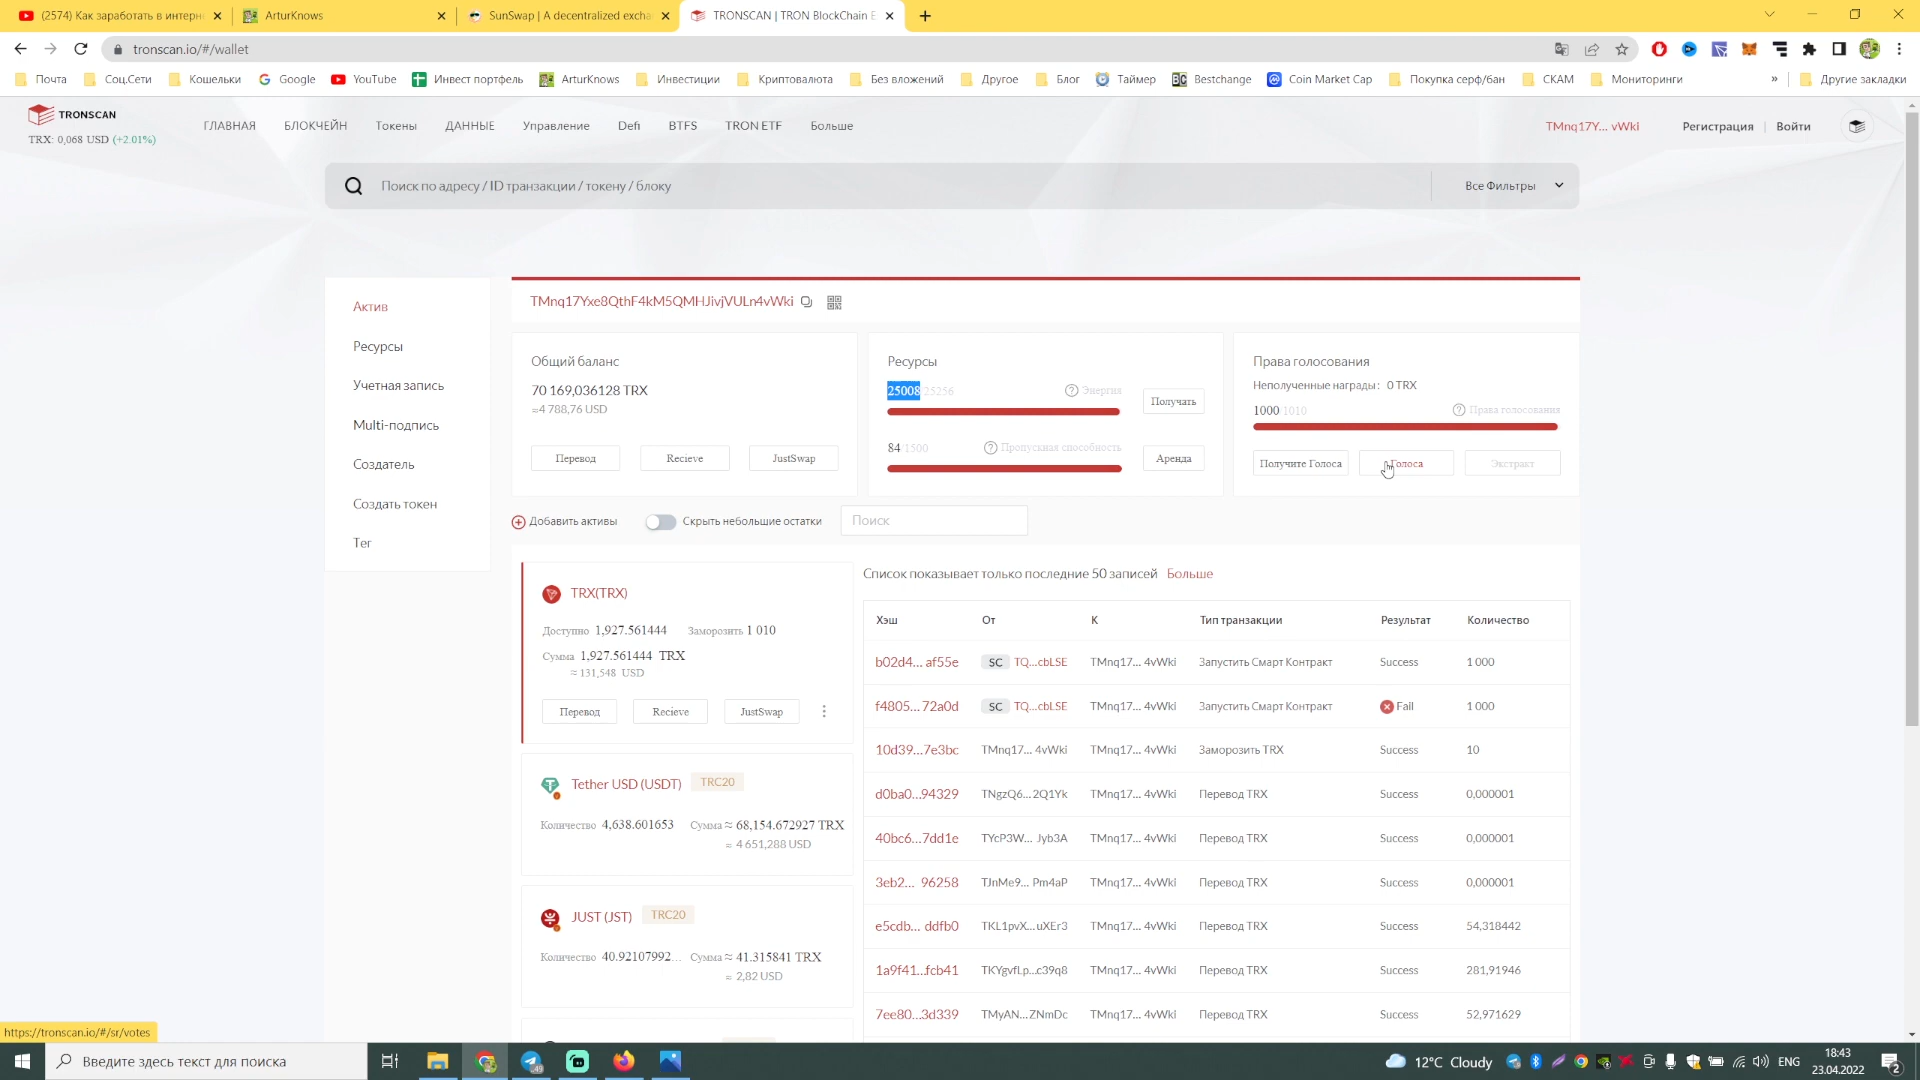 (2574) Как заработать в интерн
ArturKnows
SunSwap | A decentralized excha
TRONSCAN | TRON BlockChain E
tronscan.io/#/wallet
Почта
Соц.Сети
Кошельки
Google
YouTube
Инвест портфель
ArturKnows
Инвестиции
Криптовалюта
Без вложений
Другое
Блог
Таймер
Bestchange
Coin Market Cap
Покупка серф/бан
СКАМ
Мониторинги
»
Другие закладки
TRONSCAN
TRX: 0,068 USD (+2.01%)
ГЛАВНАЯ
БЛОКЧЕЙН
Токены
ДАННЫЕ
Управление
Defi
BTFS
TRON ETF
Больше
TMnq17Y... vWki
Регистрация | Войти
Поиск по адресу / ID транзакции / токену / блоку
Все Фильтры
Актив
Ресурсы
Учетная запись
Multi-подпись
Создатель
Создать токен
Тег
TMnq17Yxe8QthF4kM5QMHJivjVULn4vWki
Общий баланс
70 169,036128 TRX
≈4 788,76 USD
Перевод
Recieve
JustSwap
Ресурсы
25008/25256
Энергия
Получать
84/1500
Пропускная способность
Аренда
Права голосования
Неполученные награды: 0 TRX
1000/1010
Права голосования
Получите Голоса
Голоса
Экстракт
Добавить активы
Скрыть небольшие остатки
Поиск
TRX(TRX)
Доступно 1,927.561444 Заморозить 1 010
Сумма 1,927.561444 TRX
≈ 131,548 USD
Перевод
Recieve
JustSwap
Tether USD (USDT) TRC20
Количество 4,638.601653 Сумма ≈ 68,154.672927 TRX
≈ 4 651,288 USD
JUST (JST) TRC20
Количество 40.92107992... Сумма ≈ 41.315841 TRX
≈ 2,82 USD
Список показывает только последние 50 записей Больше
Хэш От К Тип транзакции Результат Количество
b02d4... af55e SC TQ...cbLSE TMnq17... 4vWki Запустить Смарт Контракт Success 1 000
f4805... 72a0d SC TQ...cbLSE TMnq17... 4vWki Запустить Смарт Контракт Fail 1 000
10d39...7e3bc TMnq17... 4vWki TMnq17... 4vWki Заморозить TRX Success 10
d0ba0...94329 TNgzQ6... 2Q1Yk TMnq17... 4vWki Перевод TRX Success 0,000001
40bc6...7dd1e TYcP3W... Jyb3A TMnq17... 4vWki Перевод TRX Success 0,000001
3eb2... 96258 TJnMe9... Pm4aP TMnq17... 4vWki Перевод TRX Success 0,000001
e5cdb... ddfb0 TKL1pvX... uXEr3 TMnq17... 4vWki Перевод TRX Success 54,318442
1a9f41...fcb41 TKYgvfLp...c39q8 TMnq17... 4vWki Перевод TRX Success 281,91946
7ee80...3d339 TMyAN... ZNmDc TMnq17... 4vWki Перевод TRX Success 52,971629
https://tronscan.io/#/sr/votes
Введите здесь текст для поиска
49
12°C Cloudy
ENG
18:43
23.04.2022
2